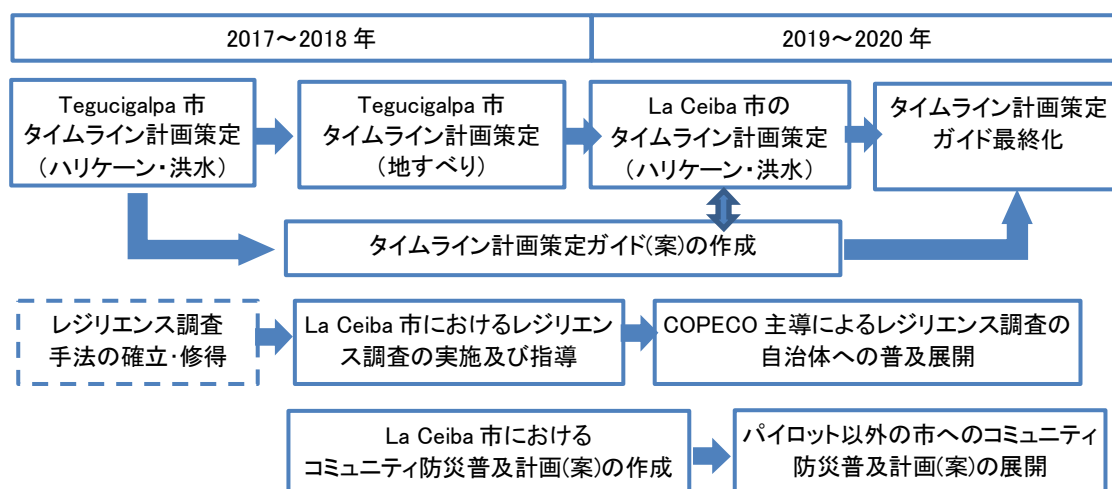 2017～2018 年
2019～2020 年
Tegucigalpa 市
タイムライン計画策定
(ハリケーン・洪水)
Tegucigalpa 市
タイムライン計画策定
(地すべり)
La Ceiba 市の
タイムライン計画策定
(ハリケーン・洪水)
タイムライン計画策定
ガイド最終化
タイムライン計画策定ガイド(案)の作成
レジリエンス調査
手法の確立・修得
La Ceiba 市におけるレジリエン
ス調査の実施及び指導
COPECO 主導によるレジリエンス調査の
自治体への普及展開
La Ceiba 市における
コミュニティ防災普及計画(案)の作成
パイロット以外の市へのコミュニティ
防災普及計画(案)の展開